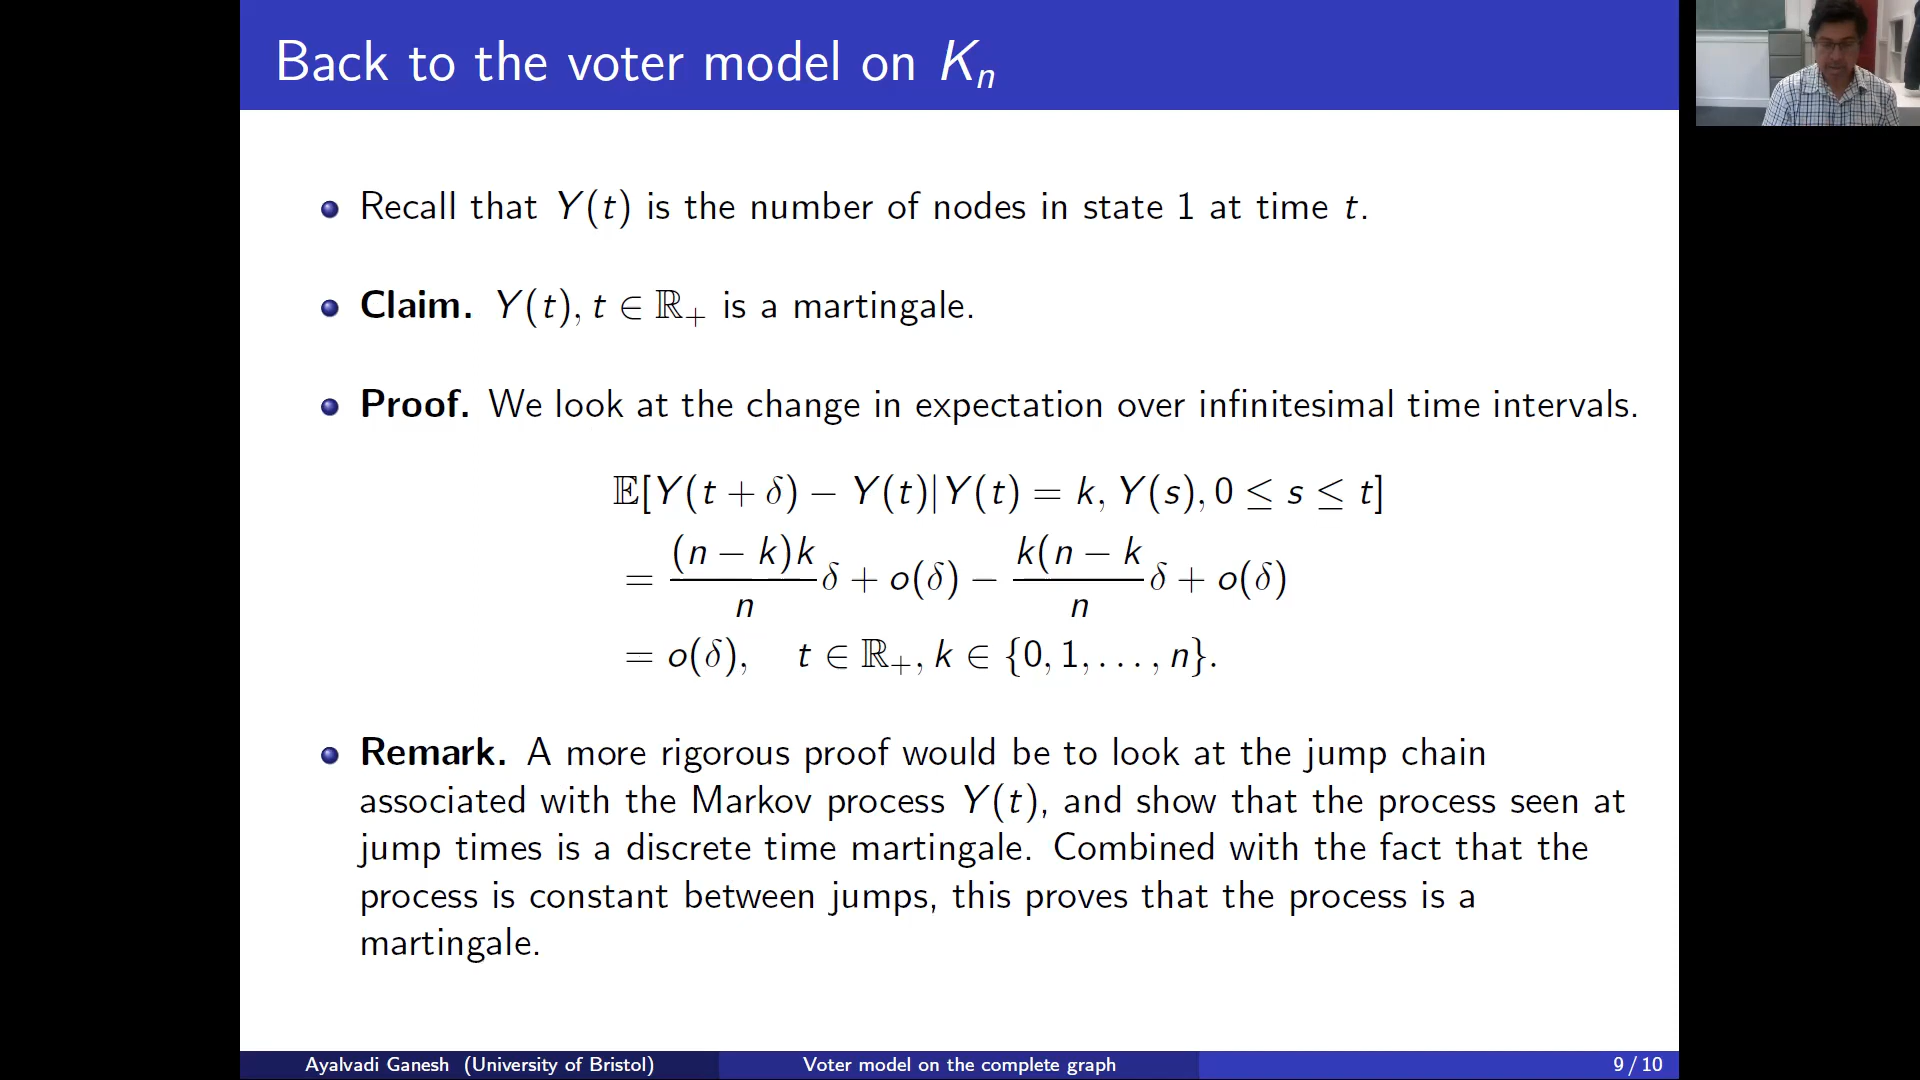 Back to the voter model on Kₙ
Recall that Y(t) is the number of nodes in state 1 at time t.
Claim. Y(t), t ∈ ℝ₊ is a martingale.
Proof. We look at the change in expectation over infinitesimal time intervals.
𝔼[Y(t + δ) − Y(t)|Y(t) = k, Y(s), 0 ≤ s ≤ t]
= (n − k)k / n δ + o(δ) − k(n − k / n δ + o(δ)
= o(δ), t ∈ ℝ₊, k ∈ {0, 1, . . . , n}.
Remark. A more rigorous proof would be to look at the jump chain
associated with the Markov process Y(t), and show that the process seen at
jump times is a discrete time martingale. Combined with the fact that the
process is constant between jumps, this proves that the process is a
martingale.
Ayalvadi Ganesh (University of Bristol) Voter model on the complete graph 9 / 10